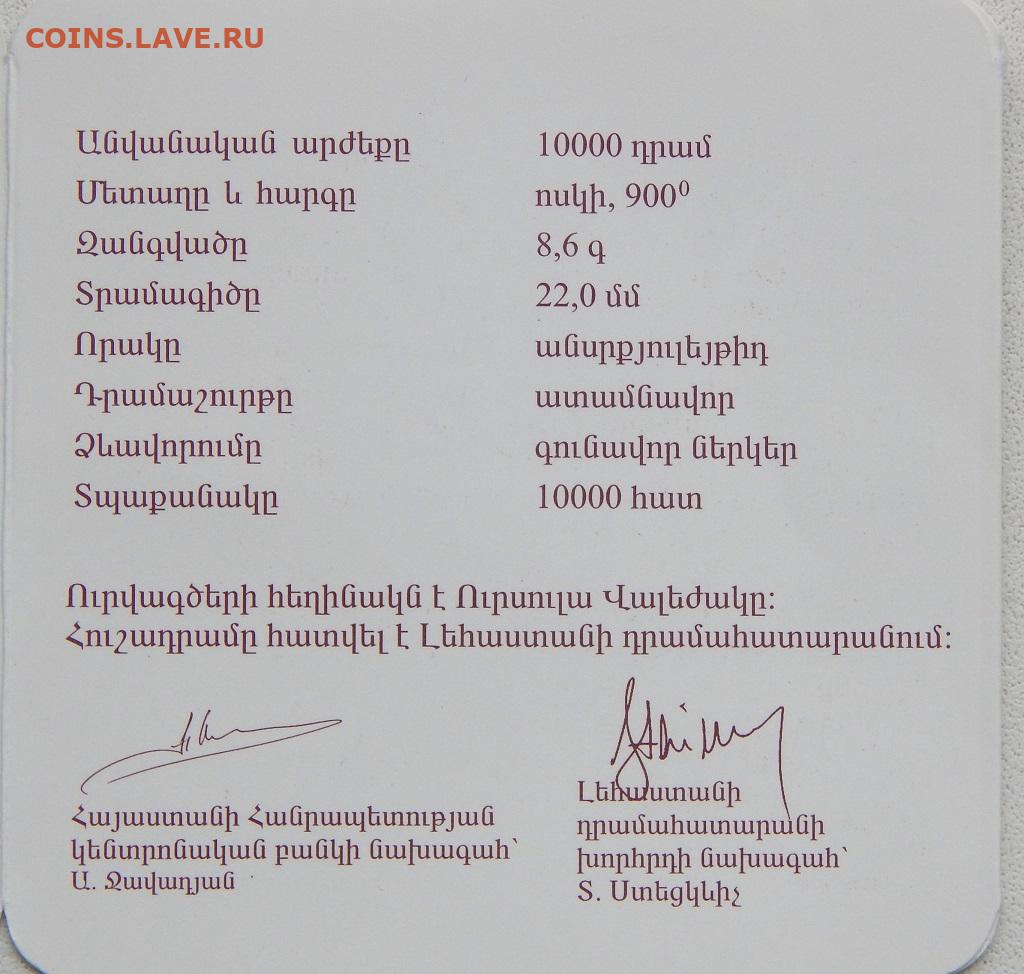 COINS.LAVE.RU
Անվանական արժեքը 10000 դրամ
Մետաղը և հարգը ոսկի, 900⁰
Զանգվածը 8,6 գ
Տրամագիծը 22,0 մմ
Որակը անսրքյուլեյթիդ
Դրամաշուրթը ատամնավոր
Ձևավորումը գունավոր ներկեր
Տպաքանակը 10000 հատ
Ուրվագծերի հեղինակն է Ուրսուլա Վալեժակը:
Հուշադրամը հատվել է Լեհաստանի դրամահատարանում:
Հայաստանի Հանրապետության
կենտրոնական բանկի նախագահ՝
Ա. Ջավադյան
Լեհաստանի
դրամահատարանի
խորհրդի նախագահ՝
Տ. Ստեցկևիչ